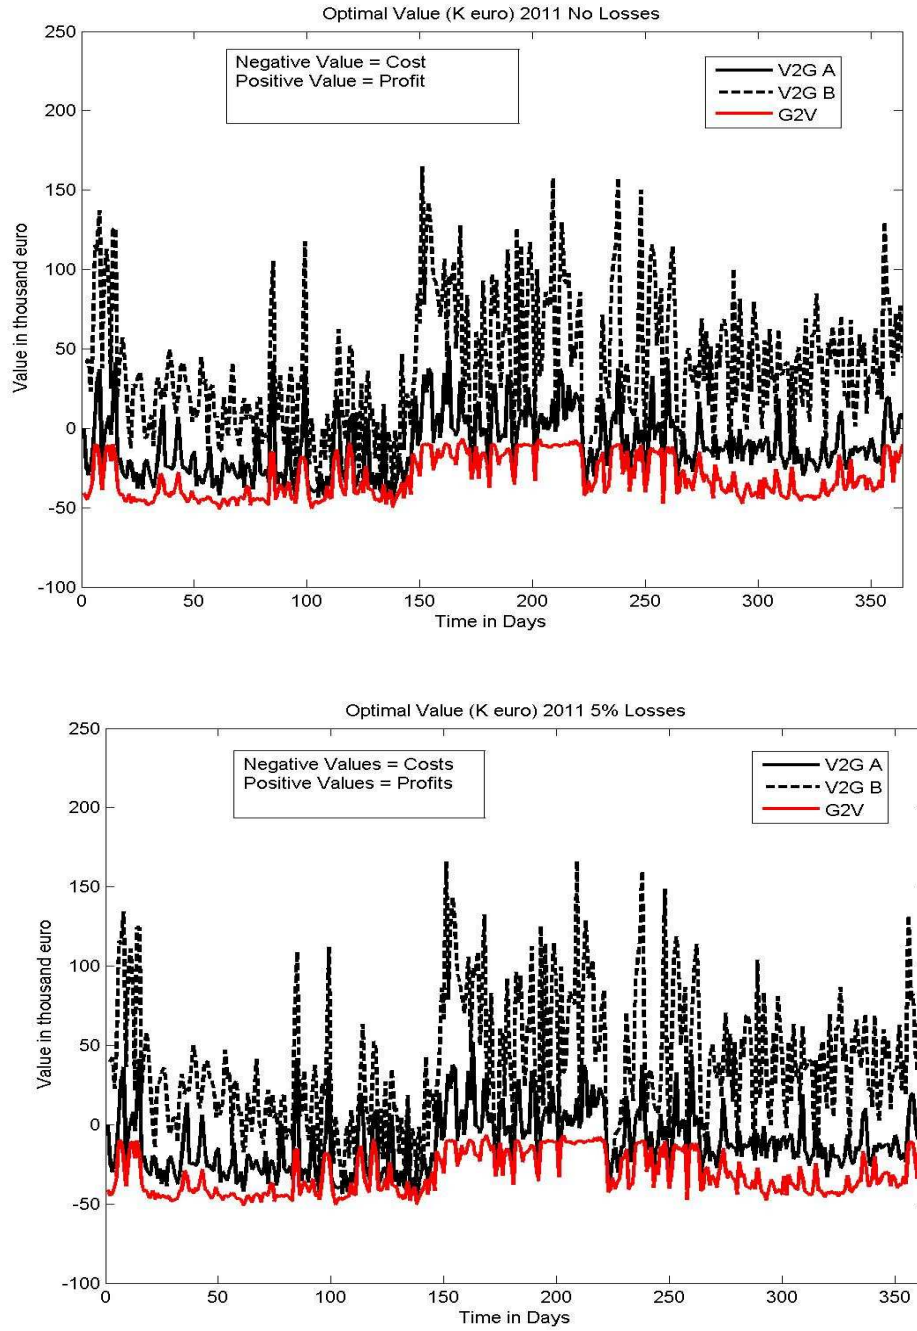 Optimal Value (K euro) 2011 No Losses
250
200
150
100
50
0
-50
-100
Value in thousand euro
Negative Value = Cost
Positive Value = Profit
V2G A
V2G B
G2V
0 50 100 150 200 250 300 350
Time in Days
Optimal Value (K euro) 2011 5% Losses
250
200
150
100
50
0
-50
-100
Value in thousand euro
Negative Values = Costs
Positive Values = Profits
V2G A
V2G B
G2V
0 50 100 150 200 250 300 350
Time in Days